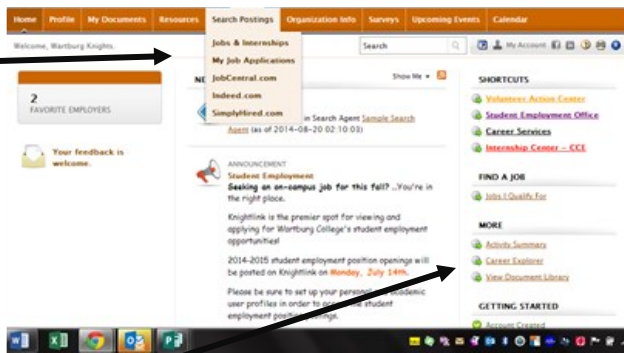 Home Profile My Documents Resources Search Postings Organization Info Surveys Upcoming Events Calendar
Welcome, Wartburg Knights.
Search
My Account
Jobs & Internships
My Job Applications
JobCentral.com
Indeed.com
SimplyHired.com
2
FAVORITE EMPLOYERS
Your feedback is
welcome.
Show Me
in Search Agent Sample Search
Agent (as of 2014-08-20 02:10:03)
ANNOUNCEMENT
Student Employment
Seeking an on-campus job for this fall? ..You're in
the right place.
Knightlink is the premier spot for viewing and
applying for Wartburg College's student employment
opportunities!
2014-2015 student employment position openings will
be posted on Knightlink on Monday, July 14th.
Please be sure to set up your personal academic
user profiles in order to student
employment position
SHORTCUTS
Volunteer Action Center
Student Employment Office
Career Services
Internship Center - CCE
FIND A JOB
Jobs I Qualify For
MORE
Activity Summary
Career Explorer
View Document Library
GETTING STARTED
Account Created